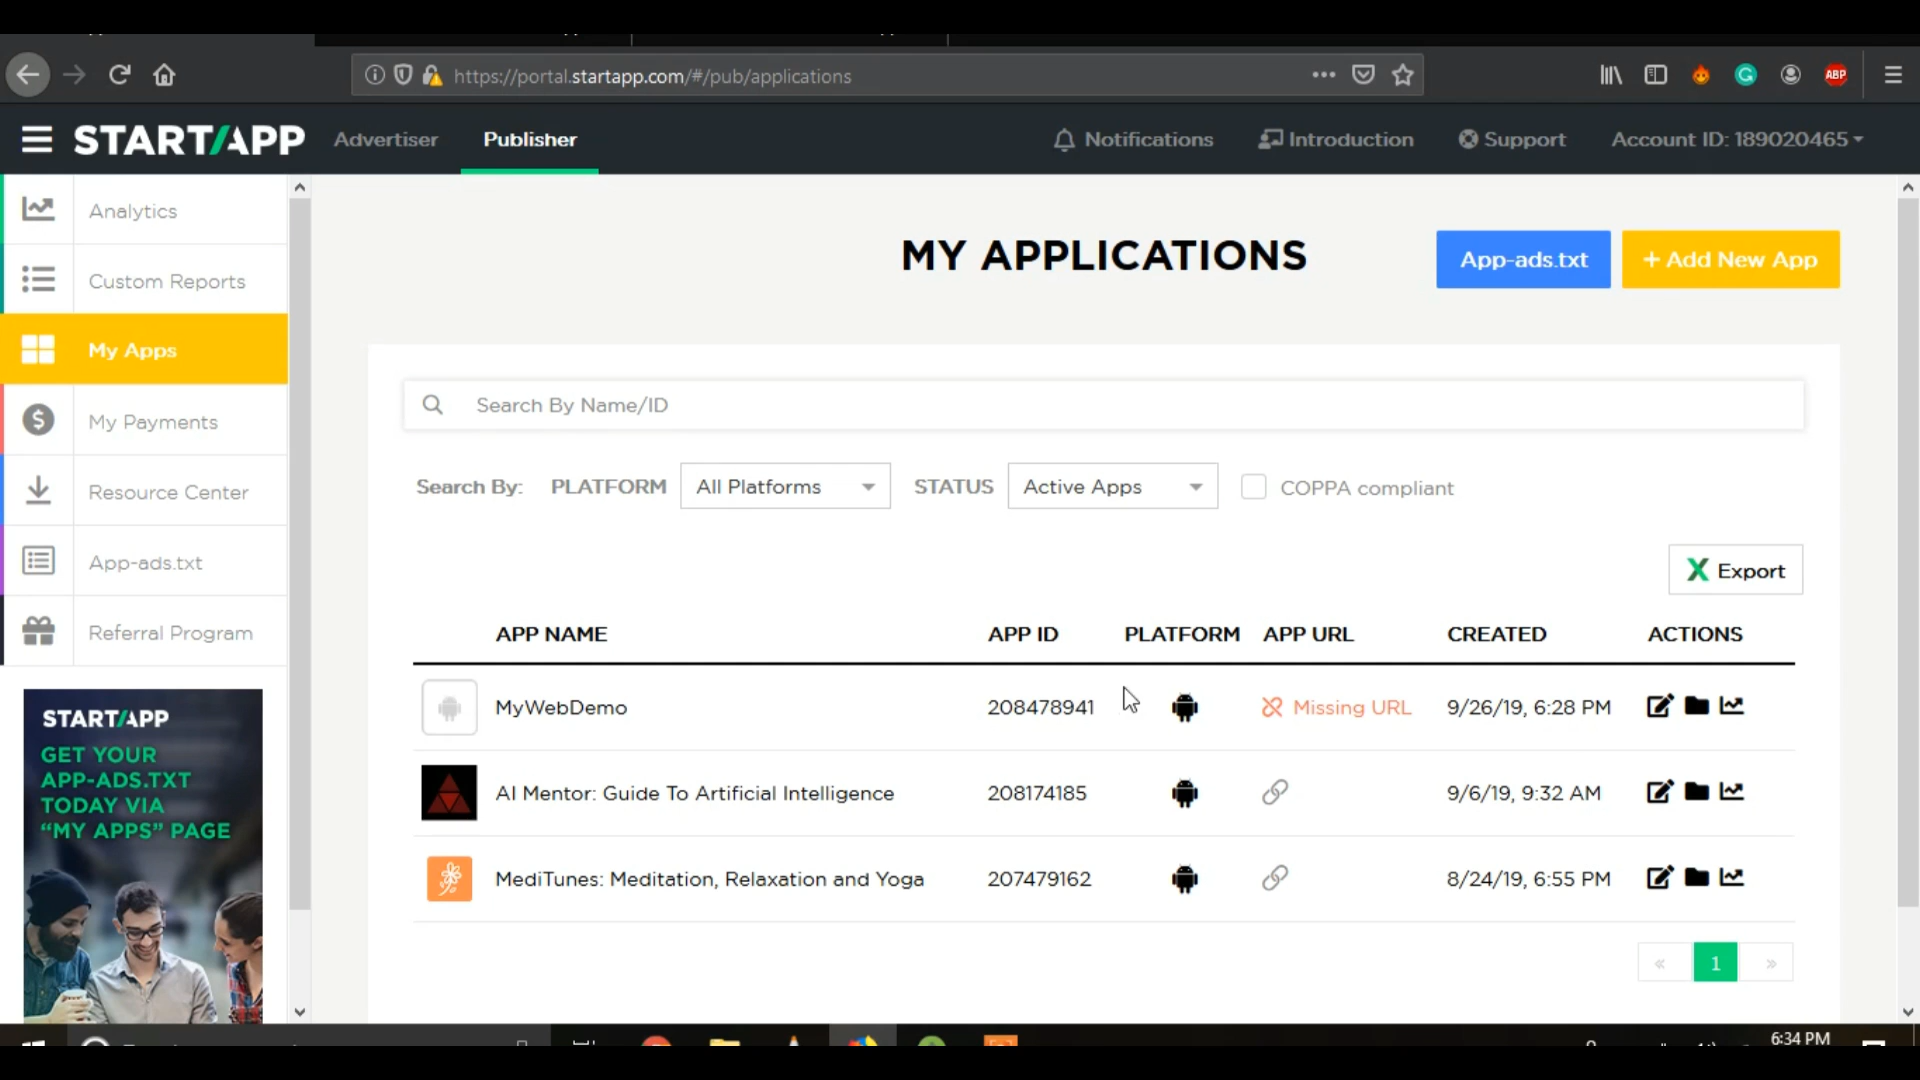 https://portal.startapp.com/#/pub/applications
ABP
STARTAPP
Advertiser
Publisher
Notifications
Introduction
Support
Account ID: 189020465
Analytics
Custom Reports
My Apps
My Payments
Resource Center
App-ads.txt
Referral Program
STARTAPP
GET YOUR
APP-ADS.TXT
TODAY VIA
“MY APPS” PAGE
MY APPLICATIONS
App-ads.txt
+ Add New App
Search By Name/ID
Search By: PLATFORM All Platforms STATUS Active Apps COPPA compliant
Export
APP NAME APP ID PLATFORM APP URL CREATED ACTIONS
MyWebDemo 208478941 Missing URL 9/26/19, 6:28 PM
AI Mentor: Guide To Artificial Intelligence 208174185 9/6/19, 9:32 AM
MediTunes: Meditation, Relaxation and Yoga 207479162 8/24/19, 6:55 PM
« 1 »
6:34 PM